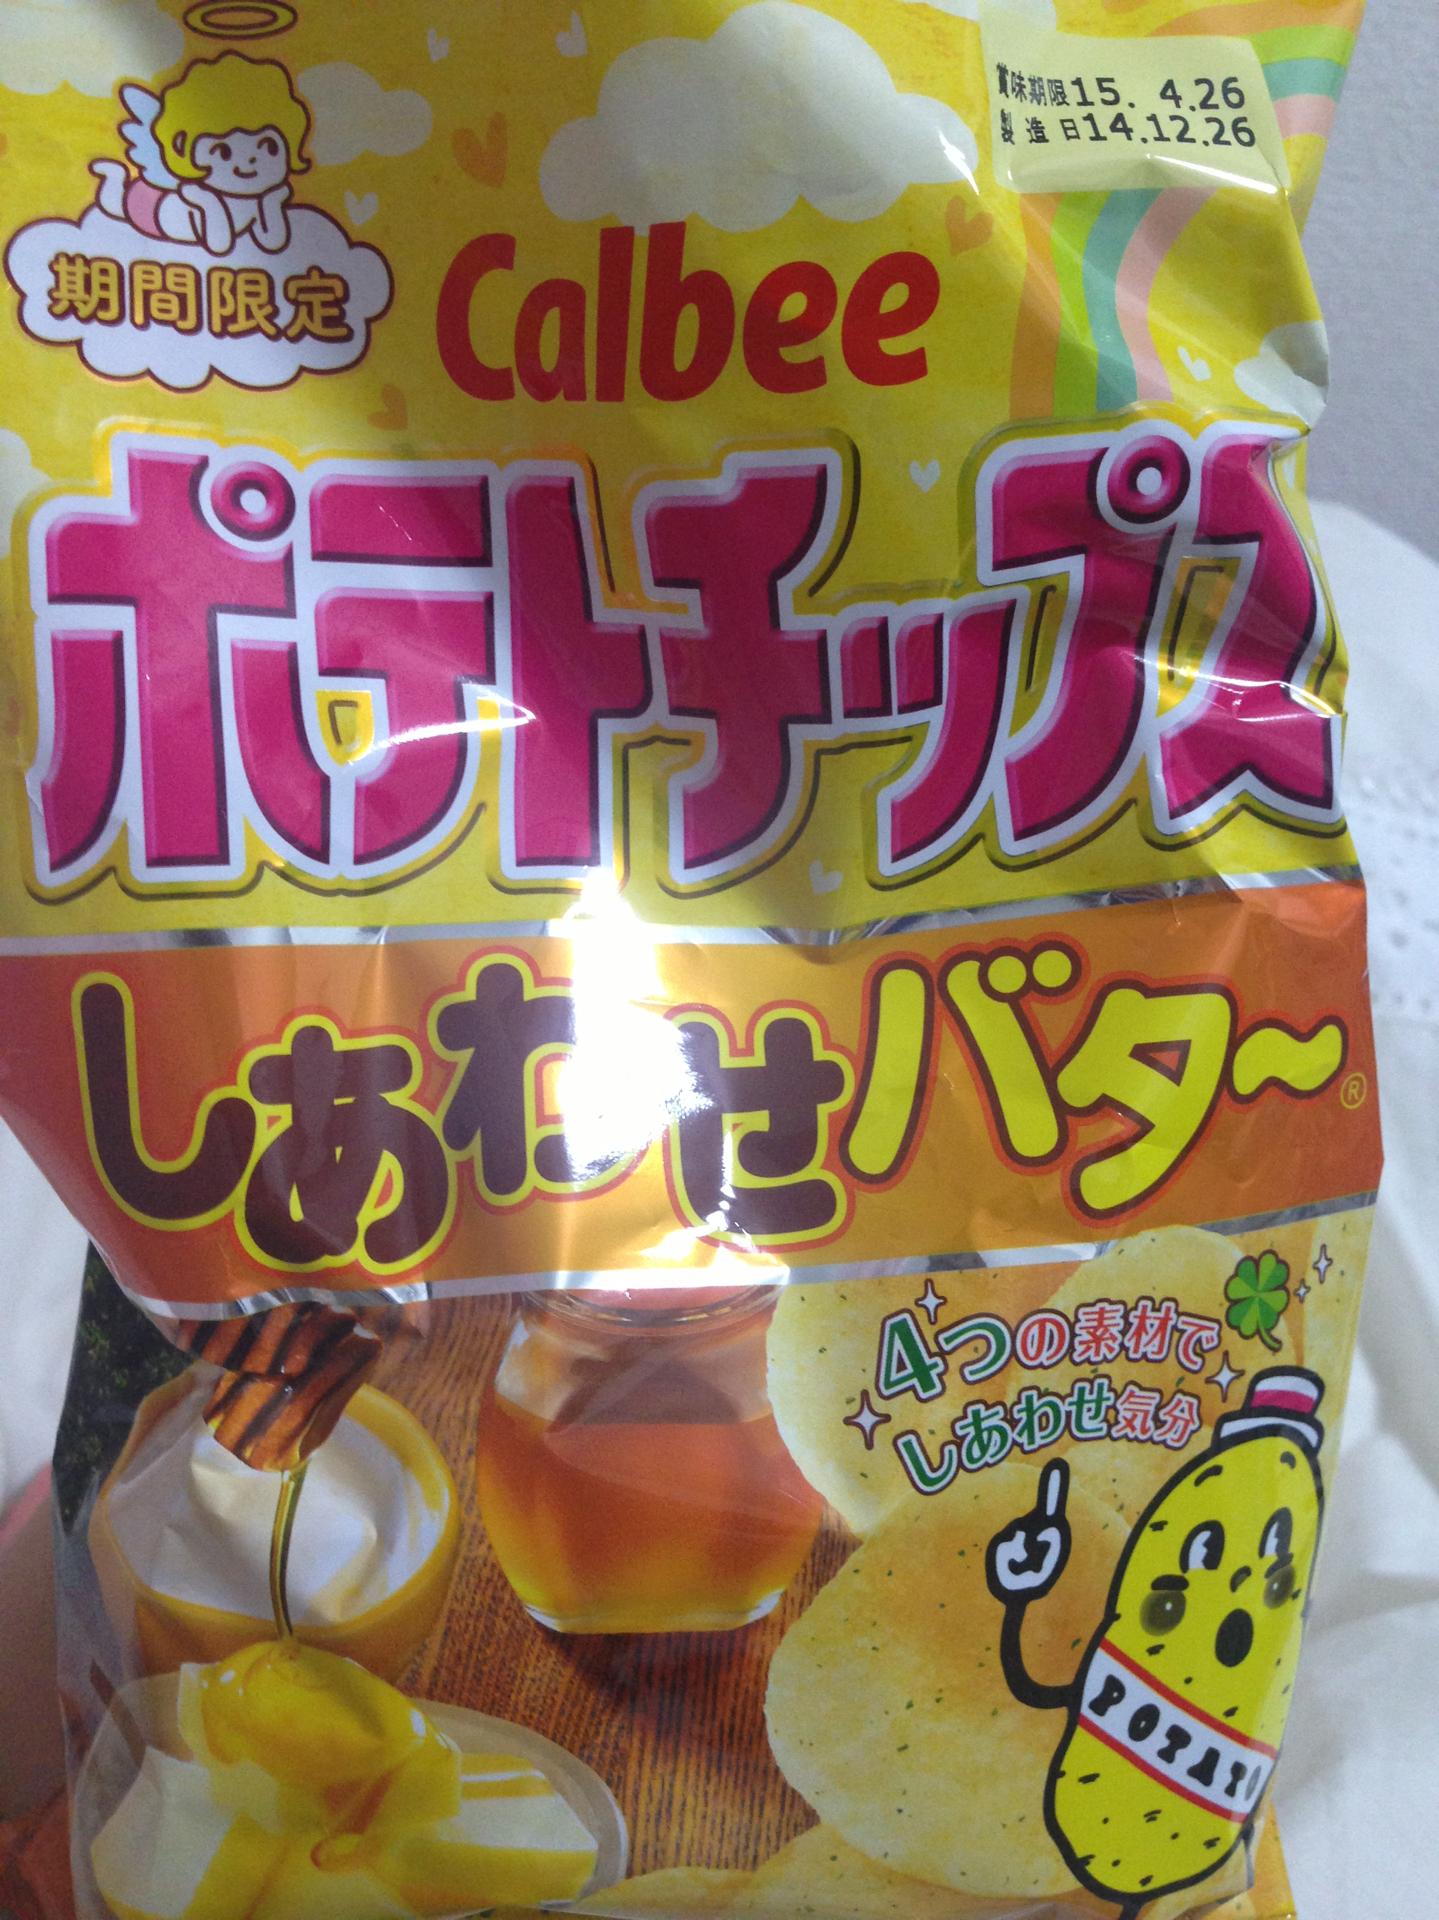 賞味期限15. 4.26
製造日14.12.26
期間限定
Calbee
ポテトチップス
しあわせバタ〜®
4つの素材で
しあわせ気分
POTATO